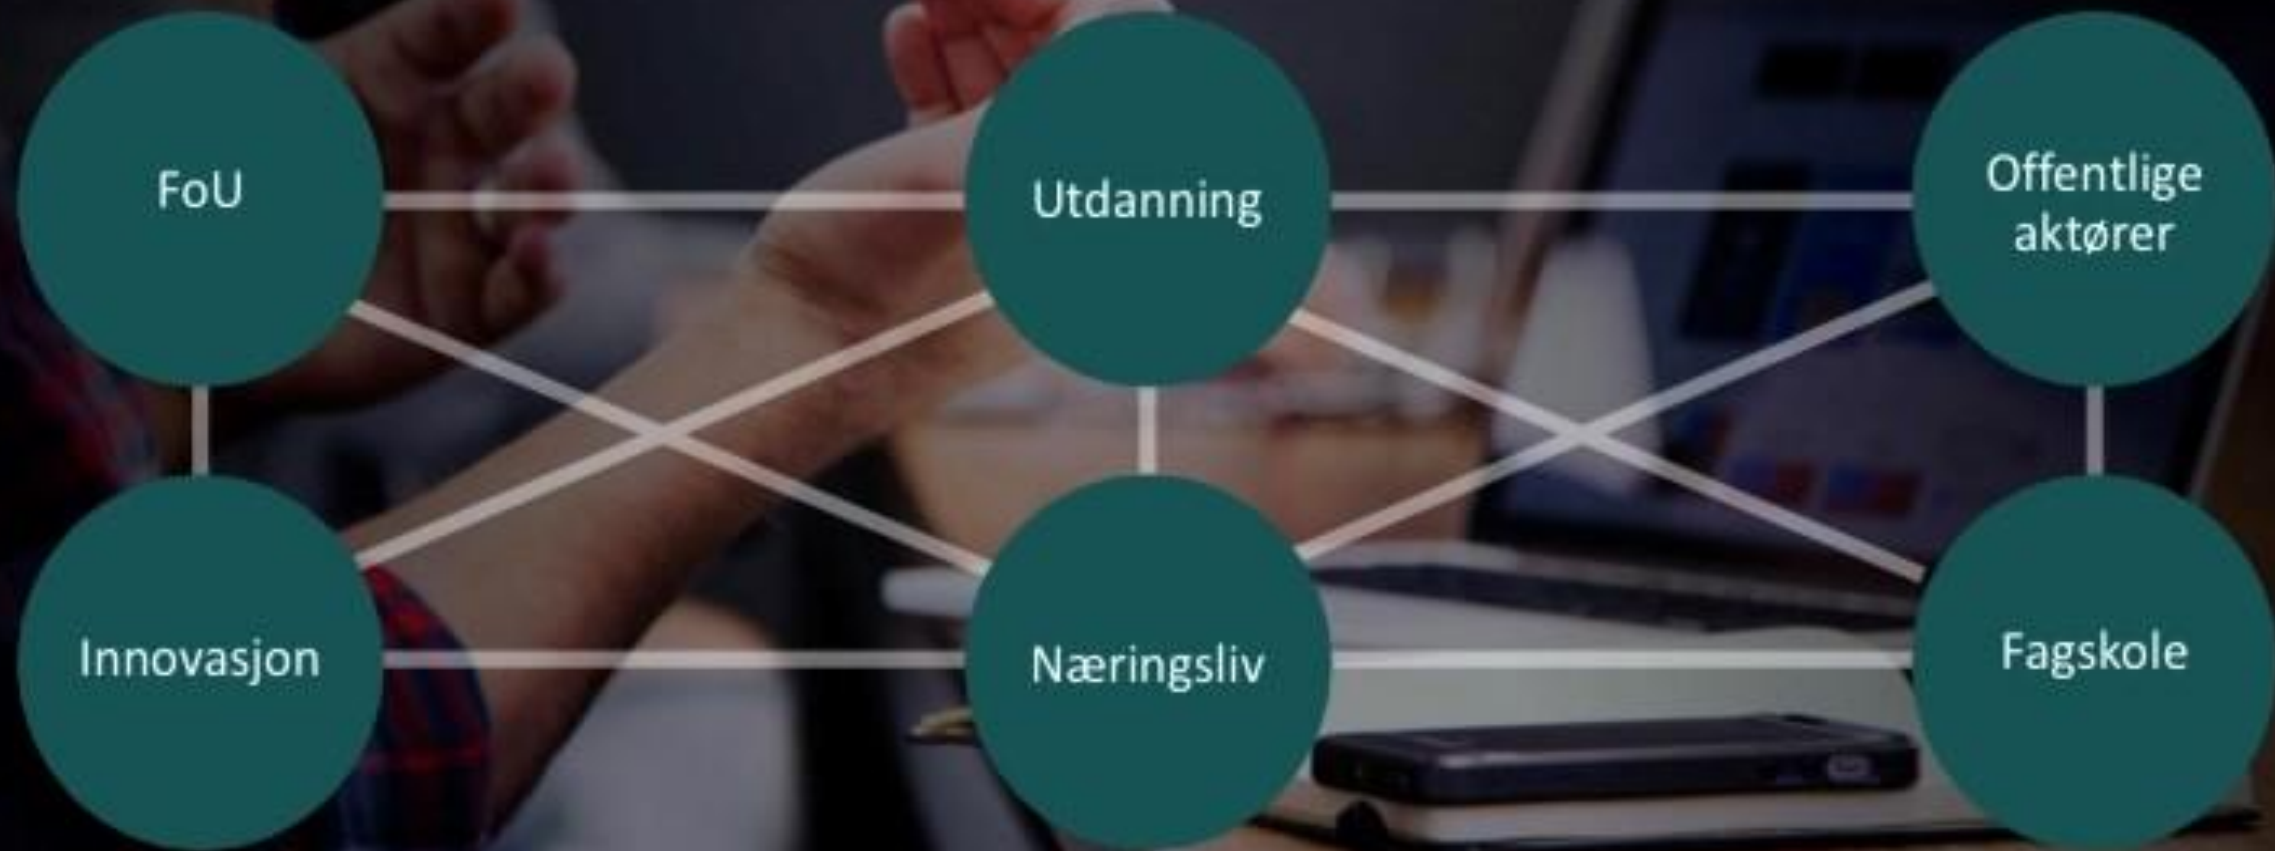 FoU
Utdanning
Offentlige
aktører
Innovasjon
Næringsliv
Fagskole